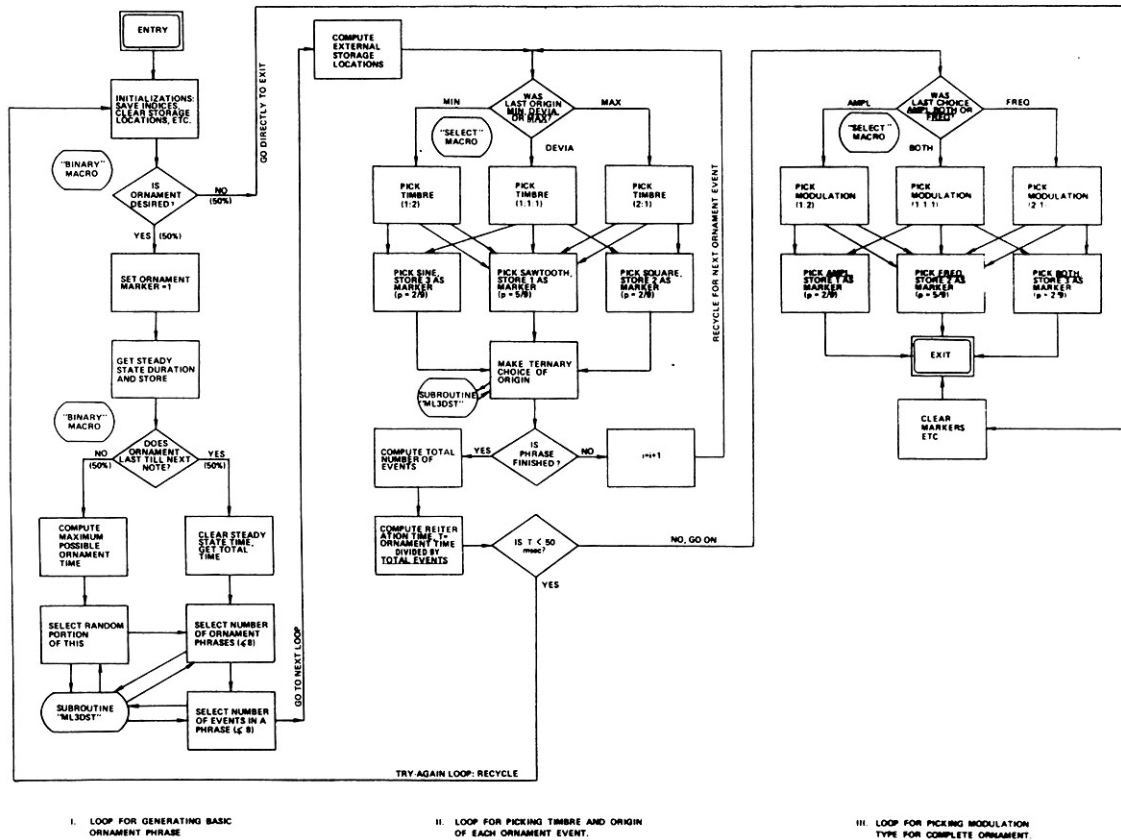 ENTRY
INITIALIZATIONS:
SAVE INDICES,
CLEAR STORAGE
LOCATIONS, ETC.
"BINARY"
MACRO
IS
ORNAMENT
DESIRED?
NO
(50%)
YES (50%)
GO DIRECTLY TO EXIT
SET ORNAMENT
MARKER =1
GET STEADY
STATE DURATION
AND STORE
"BINARY"
MACRO
DOES
ORNAMENT
LAST TILL NEXT
NOTE?
NO
(50%)
YES
(50%)
COMPUTE
MAXIMUM
POSSIBLE
ORNAMENT
TIME
CLEAR STEADY
STATE TIME,
GET TOTAL
TIME
SELECT RANDOM
PORTION
OF THIS
SELECT NUMBER
OF ORNAMENT
PHRASES (≤8)
SUBROUTINE
"ML3DST"
SELECT NUMBER
OF EVENTS IN A
PHRASE (≤ 8)
GO TO NEXT LOOP
COMPUTE
EXTERNAL
STORAGE
LOCATIONS
WAS
LAST ORIGIN
MIN, DEVIA,
OR MAX?
MIN
MAX
DEVIA
"SELECT"
MACRO
PICK
TIMBRE
(1:2)
PICK
TIMBRE
(1:1:1)
PICK
TIMBRE
(2:1)
PICK SINE,
STORE 3 AS
MARKER
(p = 2/9)
PICK SAWTOOTH,
STORE 1 AS
MARKER
(p = 5/9)
PICK SQUARE,
STORE 2 AS
MARKER
(p = 2/9)
MAKE TERNARY
CHOICE OF
ORIGIN
SUBROUTINE
"ML3DST"
IS
PHRASE
FINISHED?
YES
NO
i=i+1
RECYCLE FOR NEXT ORNAMENT EVENT
COMPUTE TOTAL
NUMBER OF
EVENTS
COMPUTE REITER
ATION TIME, T=
ORNAMENT TIME
DIVIDED BY
TOTAL EVENTS
IS T < 50
msec?
NO, GO ON
YES
TRY-AGAIN LOOP: RECYCLE
WAS
LAST CHOICE
AMPL, BOTH OR
FREQ?
AMPL
FREQ
BOTH
"SELECT"
MACRO
PICK
MODULATION
(1:2)
PICK
MODULATION
(1:1:1)
PICK
MODULATION
(2:1
PICK AMPL
STORE 1 AS
MARKER
(p = 2/9)
PICK FREQ
STORE 2 AS
MARKER
(p = 5/9)
PICK BOTH,
STORE 3 AS
MARKER
(p = 2 9)
EXIT
CLEAR
MARKERS
ETC
I. LOOP FOR GENERATING BASIC
ORNAMENT PHRASE
II. LOOP FOR PICKING TIMBRE AND ORIGIN
OF EACH ORNAMENT EVENT.
III. LOOP FOR PICKING MODULATION
TYPE FOR COMPLETE ORNAMENT.